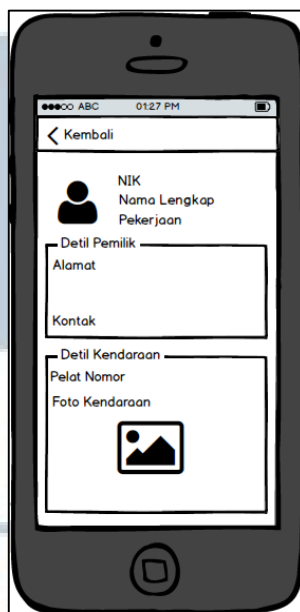 ABC 01:27 PM
Kembali
NIK
Nama Lengkap
Pekerjaan
Detil Pemilik
Alamat
Kontak
Detil Kendaraan
Pelat Nomor
Foto Kendaraan